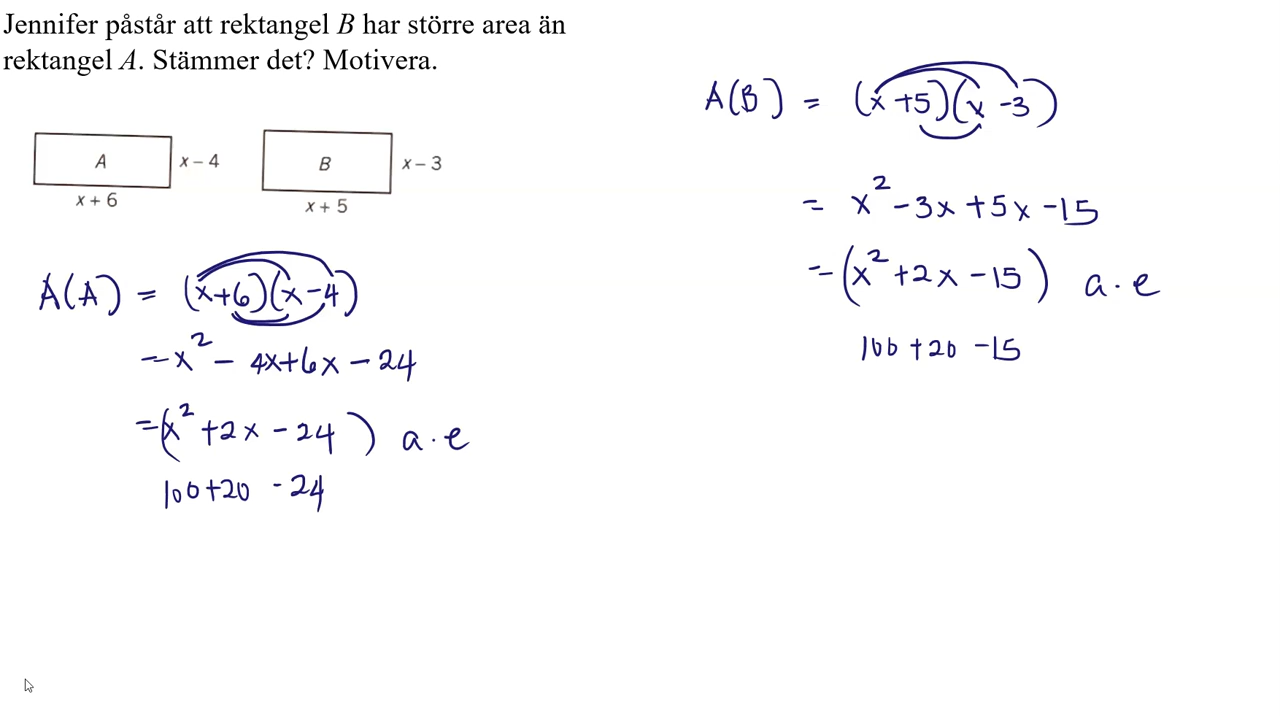 Jennifer påstår att rektangel B har större area än
rektangel A. Stämmer det? Motivera.
A
x – 4
x + 6
B
x – 3
x + 5
A(A) = (x+6)(x-4)
= x² - 4x+6x - 24
= (x² +2x - 24) a.e
100+20 - 24
A(B) = (x+5)(x-3)
= x² - 3x +5x -15
= (x² +2x - 15) a.e
100 + 20 - 15